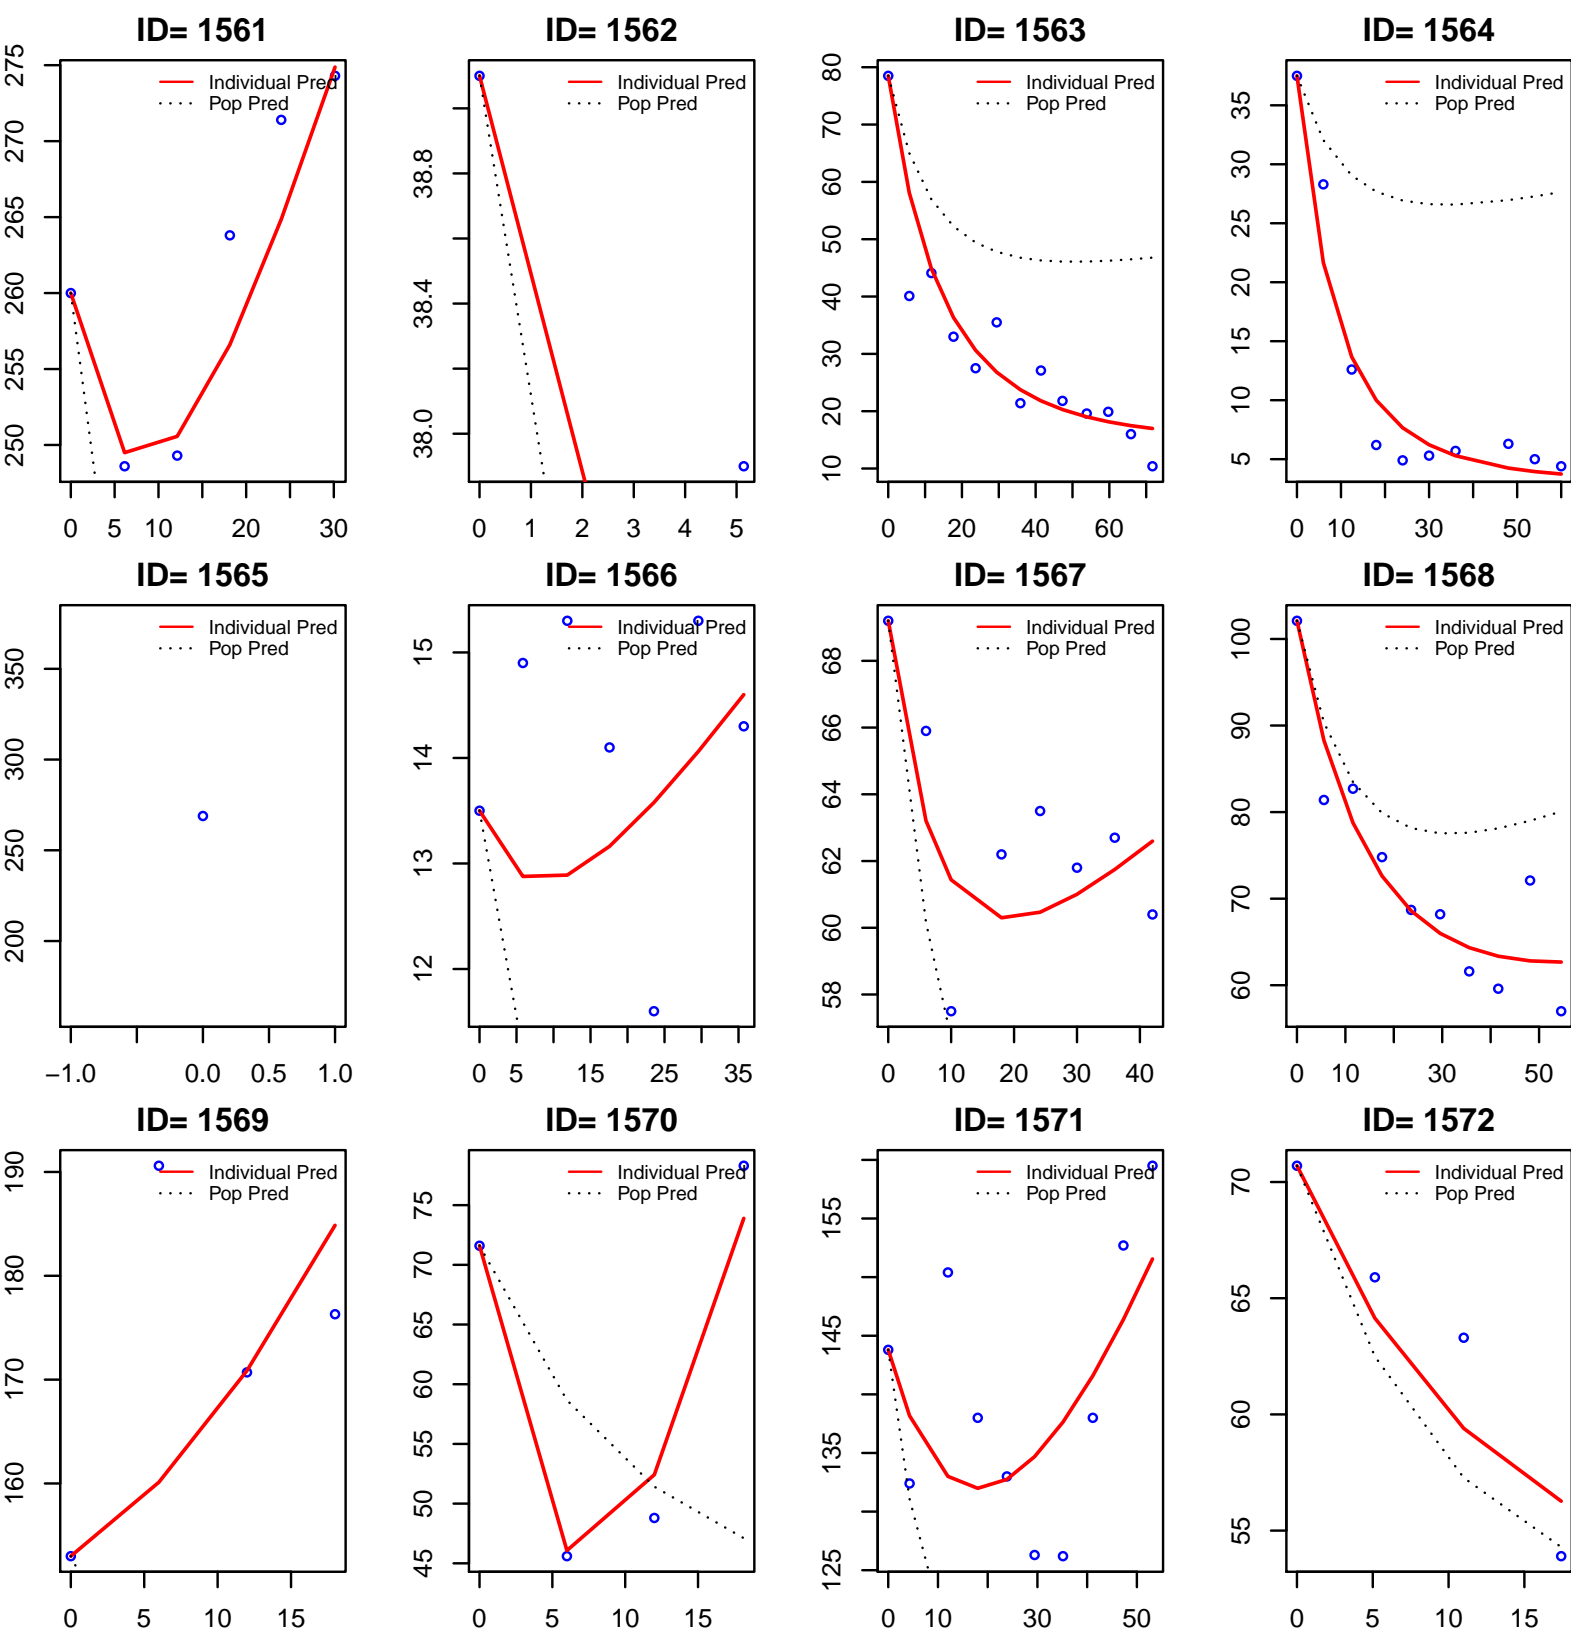 ID= 1561
Individual Pred
Pop Pred
275
270
265
260
255
250
0 5 10 30
ID= 1562
Individual Pred
Pop Pred
38.8
38.4
38.0
0 1 2 3 4 5
ID= 1563
Individual Pred
Pop Pred
80
70
60
50
40
30
20
10
0 20 40 60
ID= 1564
Individual Pred
Pop Pred
35
30
25
20
15
10
5
0 10 30 50
ID= 1565
Individual Pred
Pop Pred
350
300
250
200
−1.0 0.0 0.5 1.0
ID= 1566
Individual Pred
Pop Pred
15
14
13
12
0 5 15 25 35
ID= 1567
Individual Pred
Pop Pred
68
66
64
62
60
58
0 10 20 30 40
ID= 1568
Individual Pred
Pop Pred
100
90
80
70
60
0 10 30 50
ID= 1569
Individual Pred
Pop Pred
190
180
170
160
0 5 10 15
ID= 1570
Individual Pred
Pop Pred
75
70
65
60
55
50
45
0 5 10 15
ID= 1571
Individual Pred
Pop Pred
155
145
135
125
0 10 30 50
ID= 1572
Individual Pred
Pop Pred
70
65
60
55
0 5 10 15